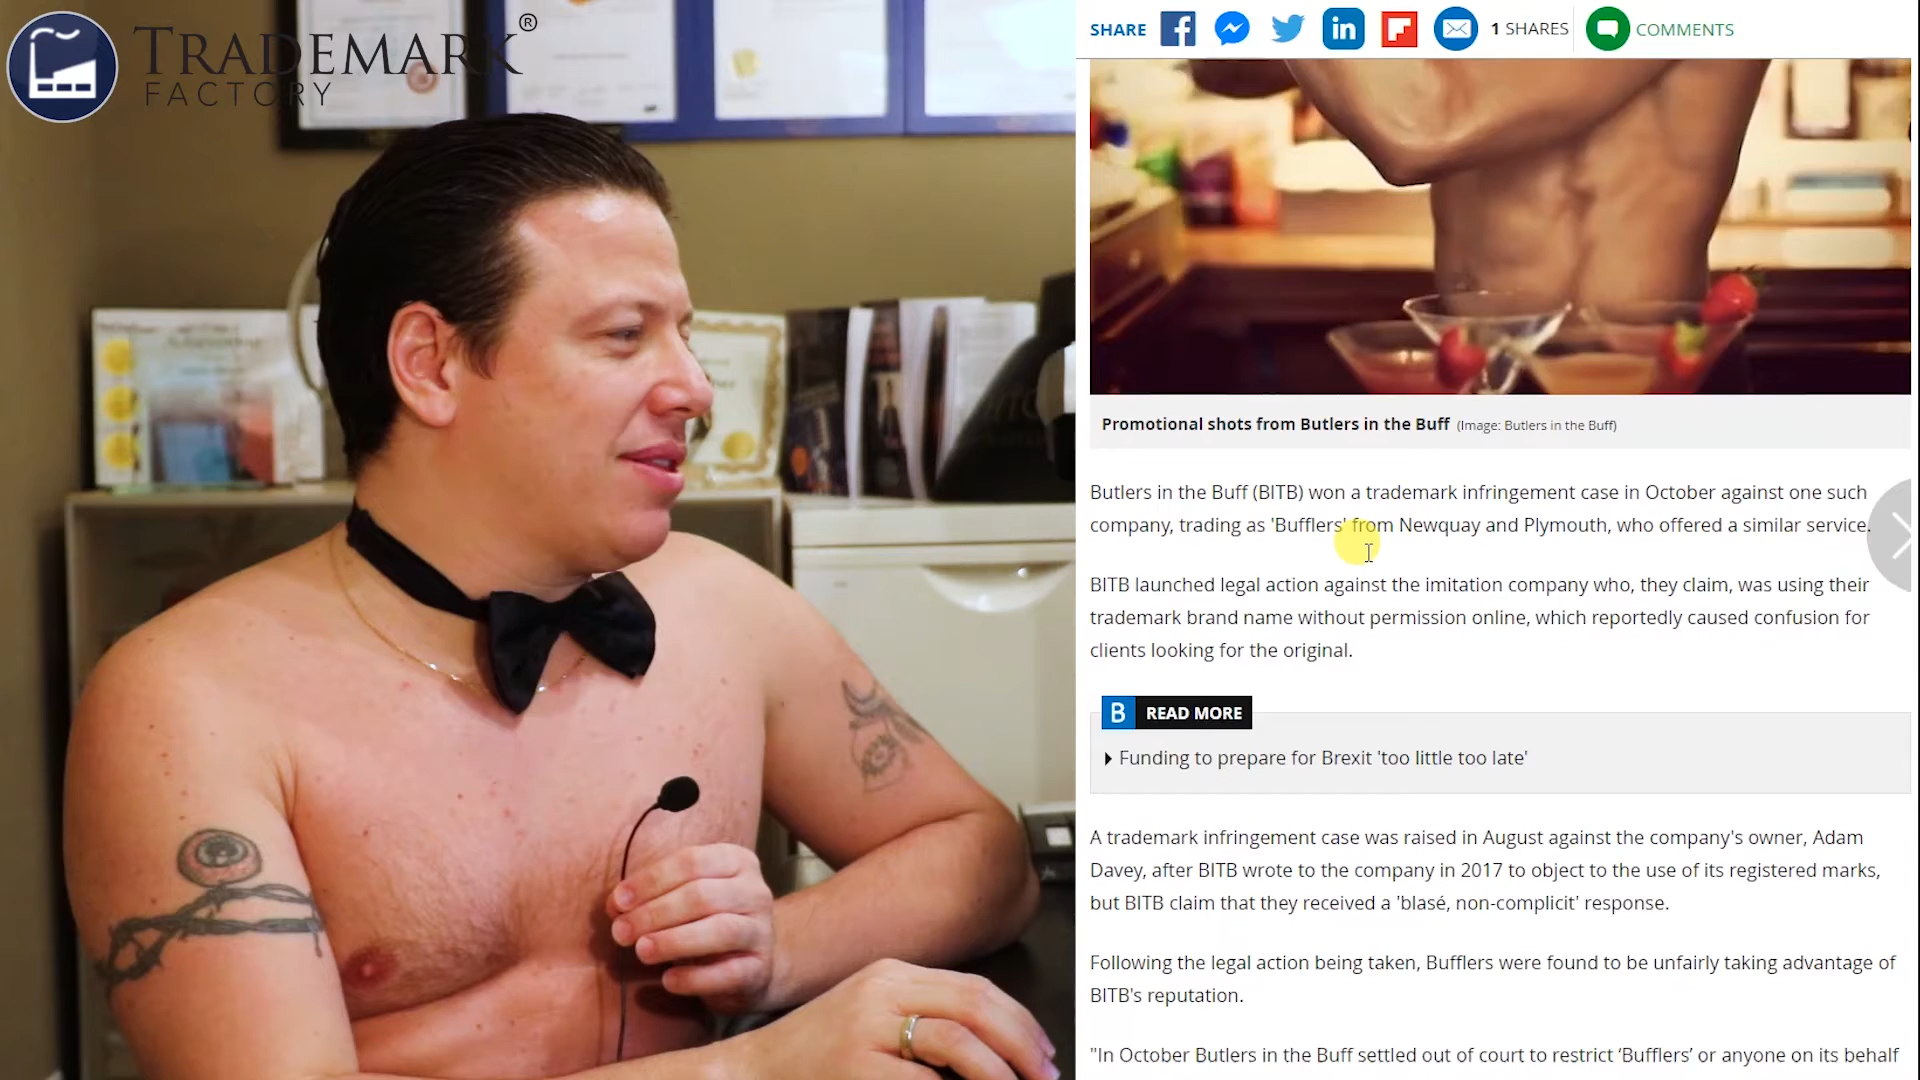 TRADEMARK®
FACTORY
SHARE
1 SHARES
COMMENTS
Promotional shots from Butlers in the Buff (Image: Butlers in the Buff)
Butlers in the Buff (BITB) won a trademark infringement case in October against one such
company, trading as 'Bufflers' from Newquay and Plymouth, who offered a similar service.
BITB launched legal action against the imitation company who, they claim, was using their
trademark brand name without permission online, which reportedly caused confusion for
clients looking for the original.
B READ MORE
Funding to prepare for Brexit 'too little too late'
A trademark infringement case was raised in August against the company's owner, Adam
Davey, after BITB wrote to the company in 2017 to object to the use of its registered marks,
but BITB claim that they received a 'blasé, non-complicit' response.
Following the legal action being taken, Bufflers were found to be unfairly taking advantage of
BITB's reputation.
"In October Butlers in the Buff settled out of court to restrict ‘Bufflers’ or anyone on its behalf